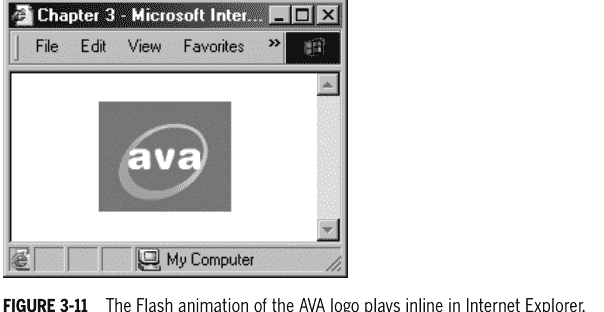 Chapter 3 - Microsoft Inter...
File Edit View Favorites »
ava
My Computer
FIGURE 3-11 The Flash animation of the AVA logo plays inline in Internet Explorer.